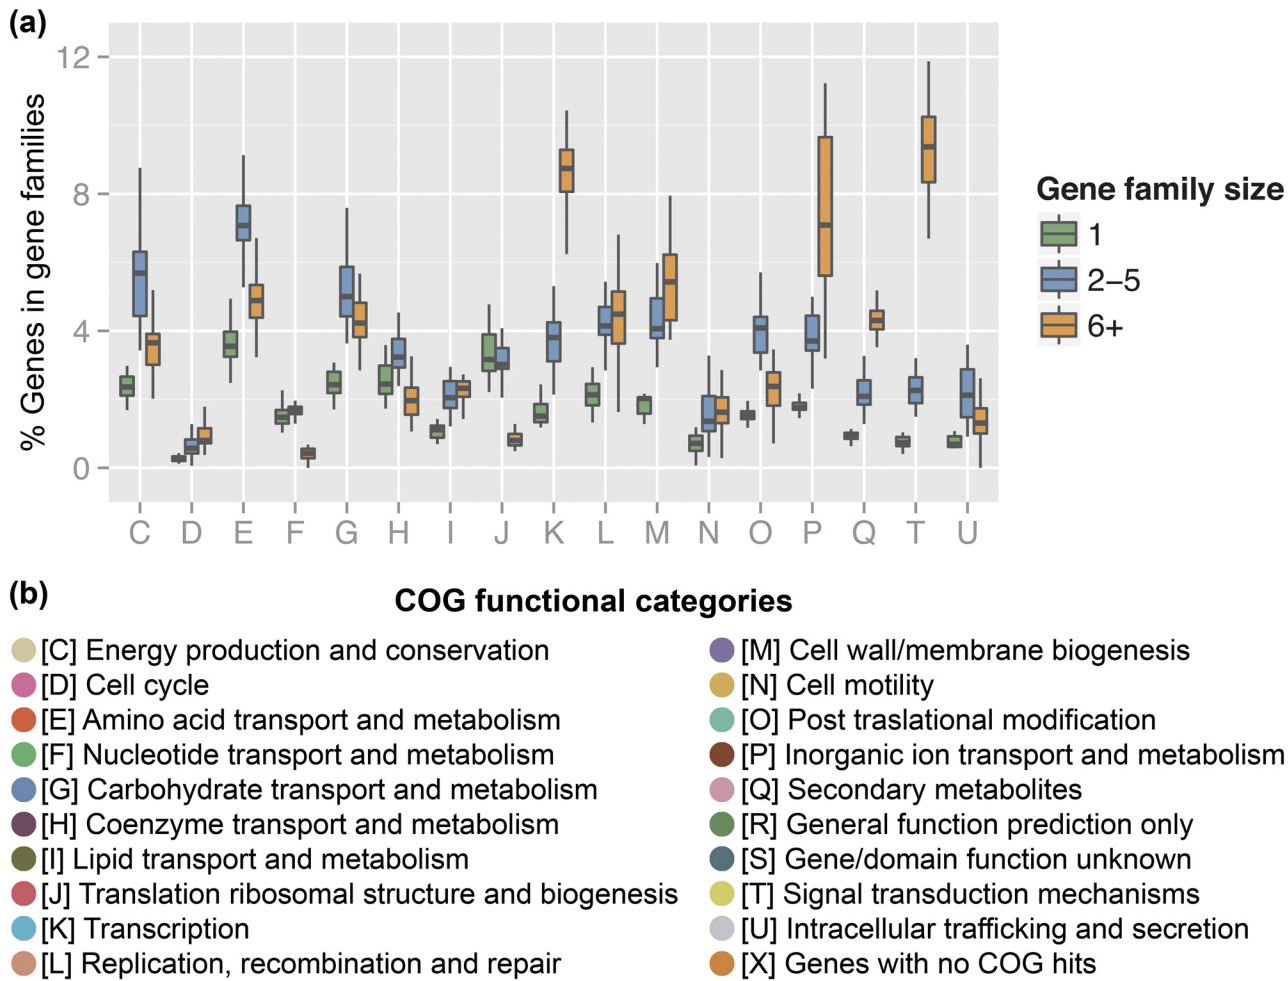 (a)
% Genes in gene families
12
8
4
0
C D E F G H I J K L M N O P Q T U
Gene family size
1
2–5
6+
(b)
COG functional categories
[C] Energy production and conservation
[D] Cell cycle
[E] Amino acid transport and metabolism
[F] Nucleotide transport and metabolism
[G] Carbohydrate transport and metabolism
[H] Coenzyme transport and metabolism
[I] Lipid transport and metabolism
[J] Translation ribosomal structure and biogenesis
[K] Transcription
[L] Replication, recombination and repair
[M] Cell wall/membrane biogenesis
[N] Cell motility
[O] Post traslational modification
[P] Inorganic ion transport and metabolism
[Q] Secondary metabolites
[R] General function prediction only
[S] Gene/domain function unknown
[T] Signal transduction mechanisms
[U] Intracellular trafficking and secretion
[X] Genes with no COG hits